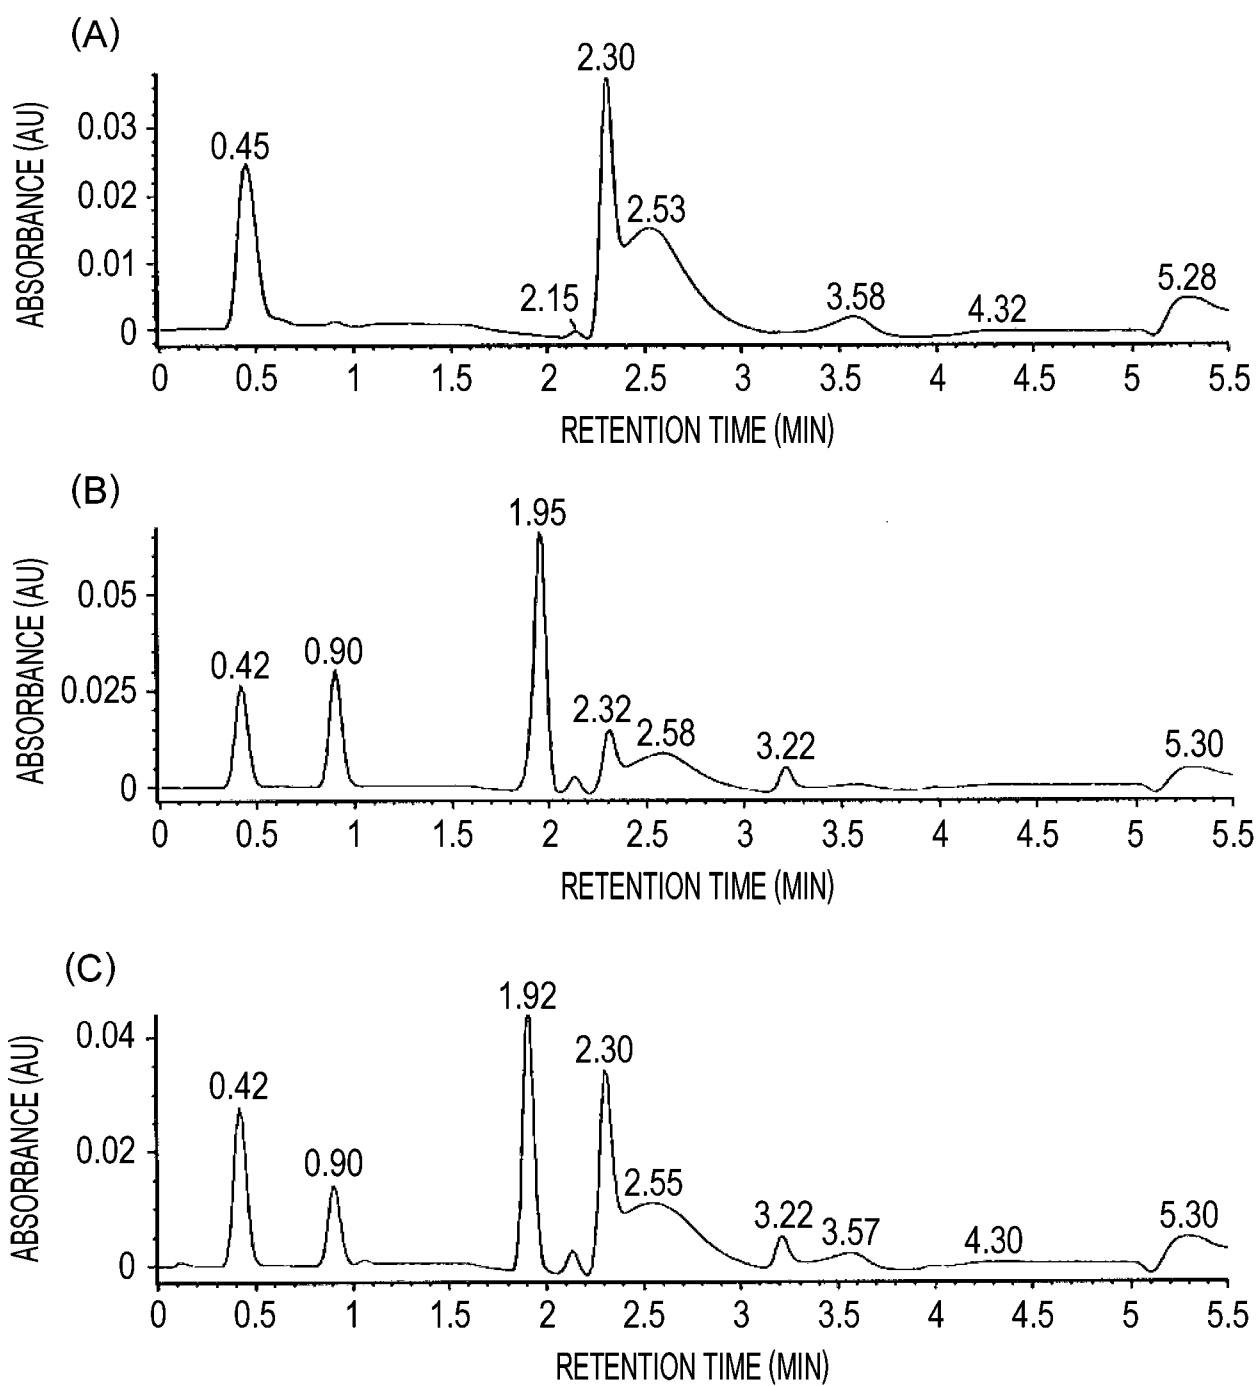 (A)
2.30
0.45
2.53
2.15
3.58
4.32
5.28
ABSORBANCE (AU)
0.03
0.02
0.01
0
0 0.5 1 1.5 2 2.5 3 3.5 4 4.5 5 5.5
RETENTION TIME (MIN)
(B)
1.95
0.42
0.90
2.32
2.58
3.22
5.30
ABSORBANCE (AU)
0.05
0.025
0
0 0.5 1 1.5 2 2.5 3 3.5 4 4.5 5 5.5
RETENTION TIME (MIN)
(C)
1.92
0.42
0.90
2.30
2.55
3.22
3.57
4.30
5.30
ABSORBANCE (AU)
0.04
0.02
0
0 0.5 1 1.5 2 2.5 3 3.5 4 4.5 5 5.5
RETENTION TIME (MIN)